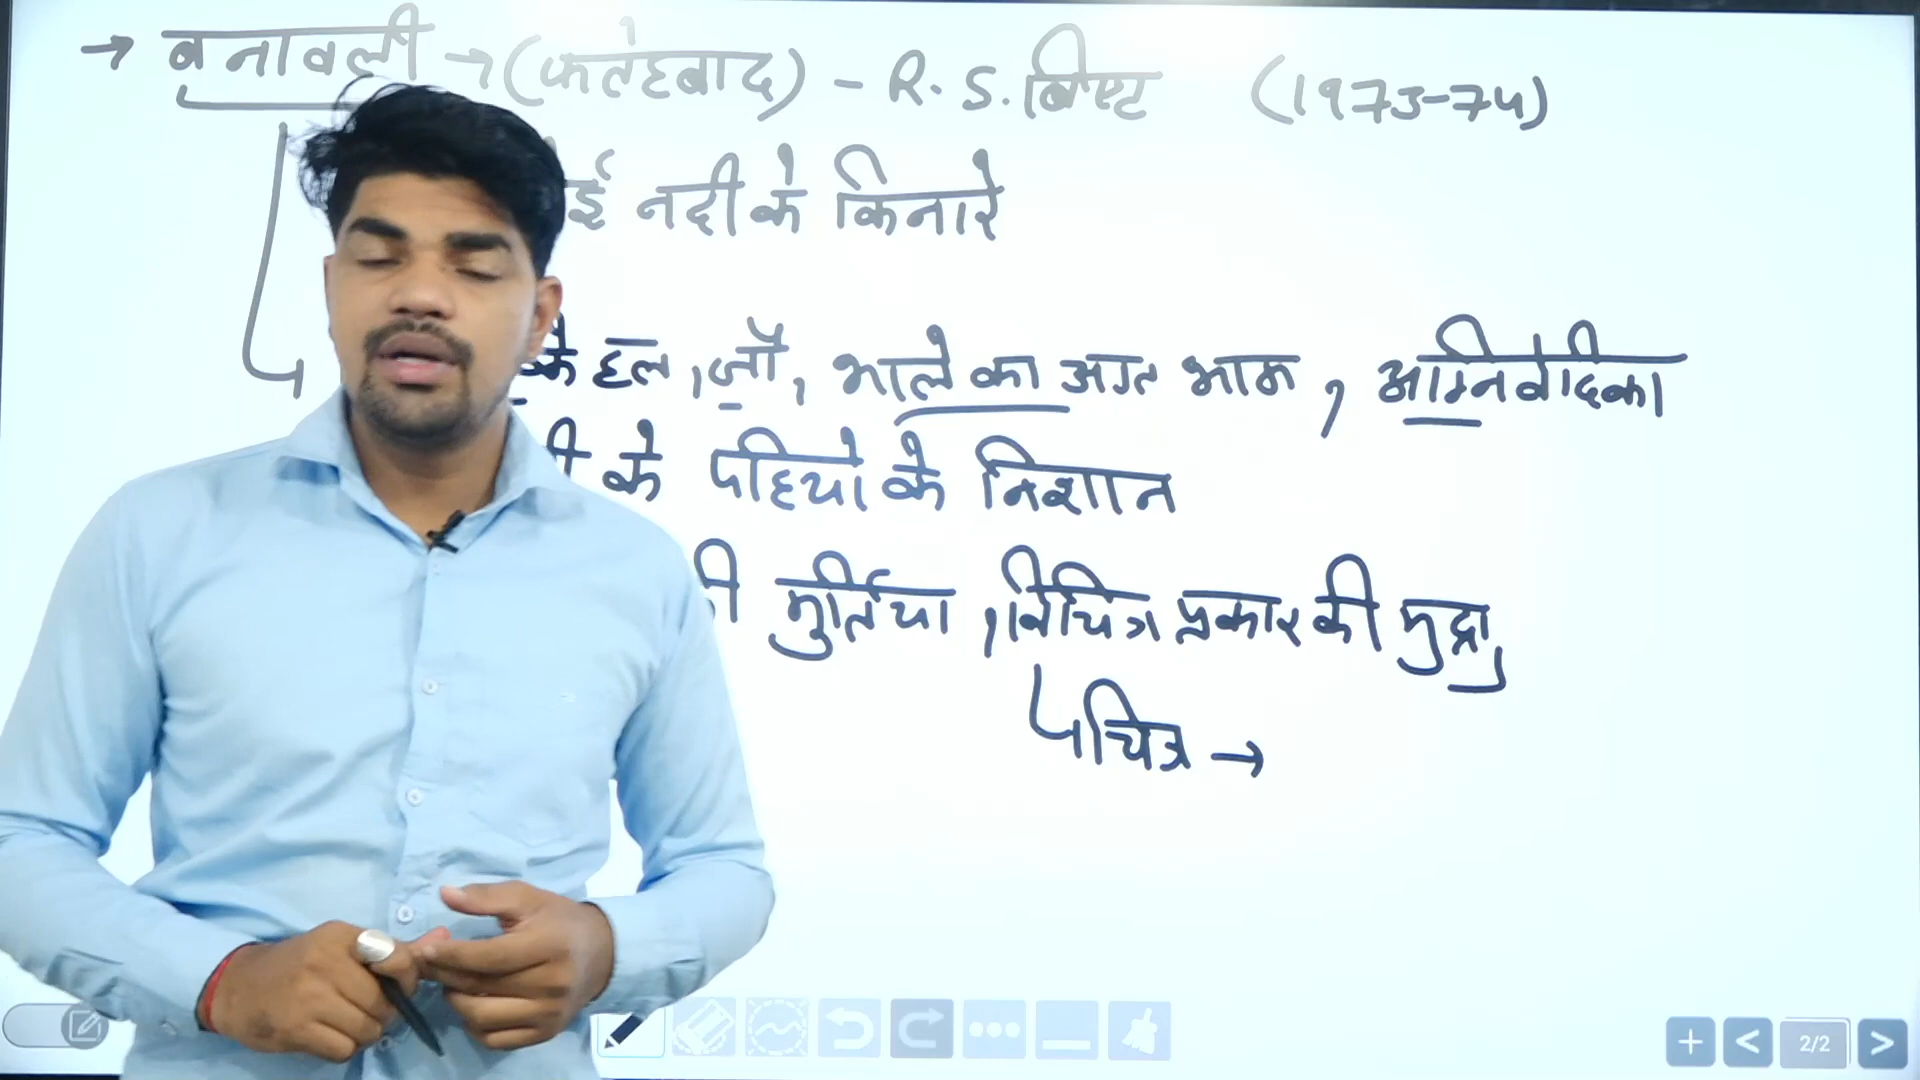 → बनावली → (फतेहबाद) - R. S. बिष्ट (1973-74)
ई नदी के किनारे
के हल, जौ, भाले का अग्र भाग, अग्निवेदिका
के पहियो के निशान
की मुर्तिया, विचित्र प्रकार की मुद्रा
चित्र →
2/2